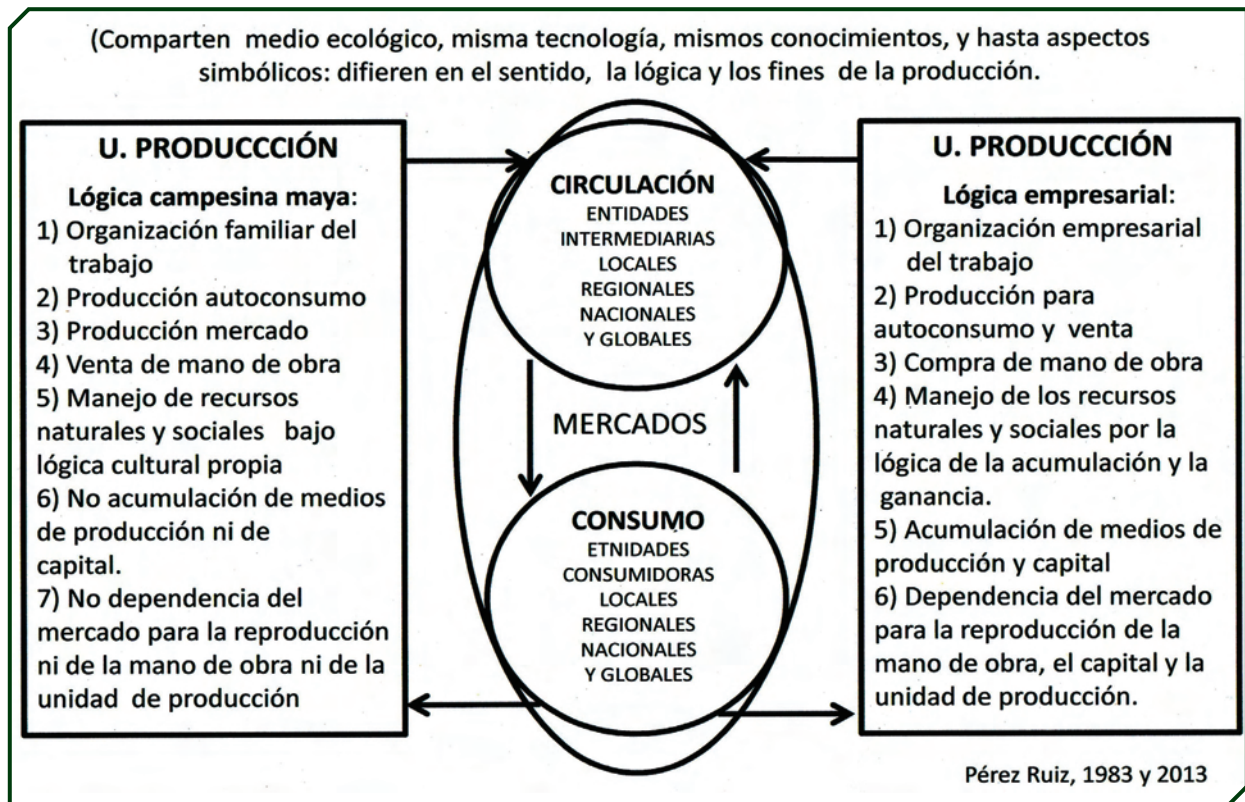 (Comparten medio ecológico, misma tecnología, mismos conocimientos, y hasta aspectos
simbólicos: difieren en el sentido, la lógica y los fines de la producción.
U. PRODUCCCIÓN
Lógica campesina maya:
1) Organización familiar del
trabajo
2) Producción autoconsumo
3) Producción mercado
4) Venta de mano de obra
5) Manejo de recursos
naturales y sociales bajo
lógica cultural propia
6) No acumulación de medios
de producción ni de
capital.
7) No dependencia del
mercado para la reproducción
ni de la mano de obra ni de la
unidad de producción
CIRCULACIÓN
ENTIDADES
INTERMEDIARIAS
LOCALES
REGIONALES
NACIONALES
Y GLOBALES
MERCADOS
CONSUMO
ETNIDADES
CONSUMIDORAS
LOCALES
REGIONALES
NACIONALES
Y GLOBALES
U. PRODUCCCIÓN
Lógica empresarial:
1) Organización empresarial
del trabajo
2) Producción para
autoconsumo y venta
3) Compra de mano de obra
4) Manejo de los recursos
naturales y sociales por la
lógica de la acumulación y la
ganancia.
5) Acumulación de medios de
producción y capital
6) Dependencia del mercado
para la reproducción de la
mano de obra, el capital y la
unidad de producción.
Pérez Ruiz, 1983 y 2013